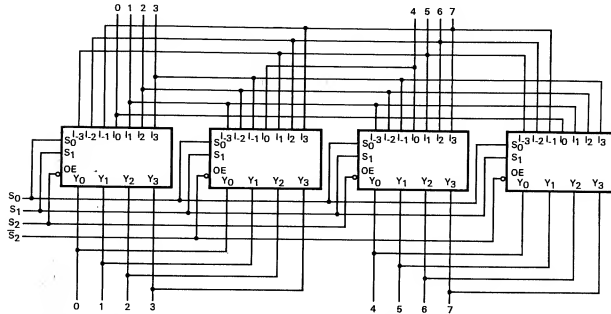 0 1 2 3 4 5 6 7
I-3 I-2 I-1 I0 I1 I2 I3 I-3 I-2 I-1 I0 I1 I2 I3 I-3 I-2 I-1 I0 I1 I2 I3 I-3 I-2 I-1 I0 I1 I2 I3
S0 S0 S0 S0
S1 S1 S1 S1
OE OE OE OE
Y0 Y1 Y2 Y3 Y0 Y1 Y2 Y3 Y0 Y1 Y2 Y3 Y0 Y1 Y2 Y3
S0
S1
S2
S̅2
0 1 2 3 4 5 6 7